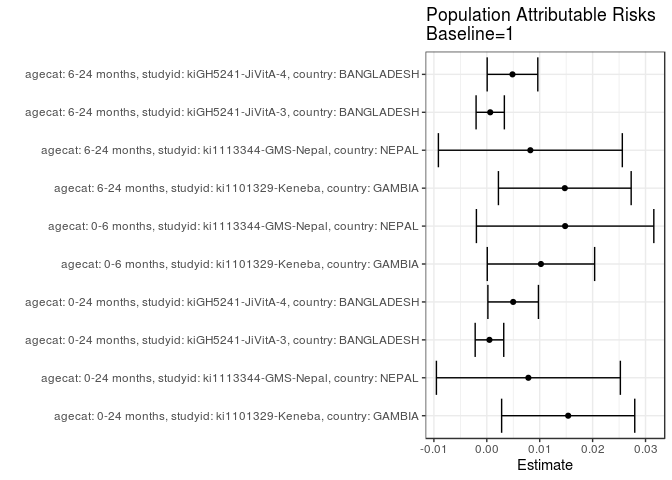 Population Attributable Risks
Baseline=1
agecat: 6-24 months, studyid: kiGH5241-JiVitA-4, country: BANGLADESH
agecat: 6-24 months, studyid: kiGH5241-JiVitA-3, country: BANGLADESH
agecat: 6-24 months, studyid: ki1113344-GMS-Nepal, country: NEPAL
agecat: 6-24 months, studyid: ki1101329-Keneba, country: GAMBIA
agecat: 0-6 months, studyid: ki1113344-GMS-Nepal, country: NEPAL
agecat: 0-6 months, studyid: ki1101329-Keneba, country: GAMBIA
agecat: 0-24 months, studyid: kiGH5241-JiVitA-4, country: BANGLADESH
agecat: 0-24 months, studyid: kiGH5241-JiVitA-3, country: BANGLADESH
agecat: 0-24 months, studyid: ki1113344-GMS-Nepal, country: NEPAL
agecat: 0-24 months, studyid: ki1101329-Keneba, country: GAMBIA
-0.01 0.00 0.01 0.02 0.03
Estimate